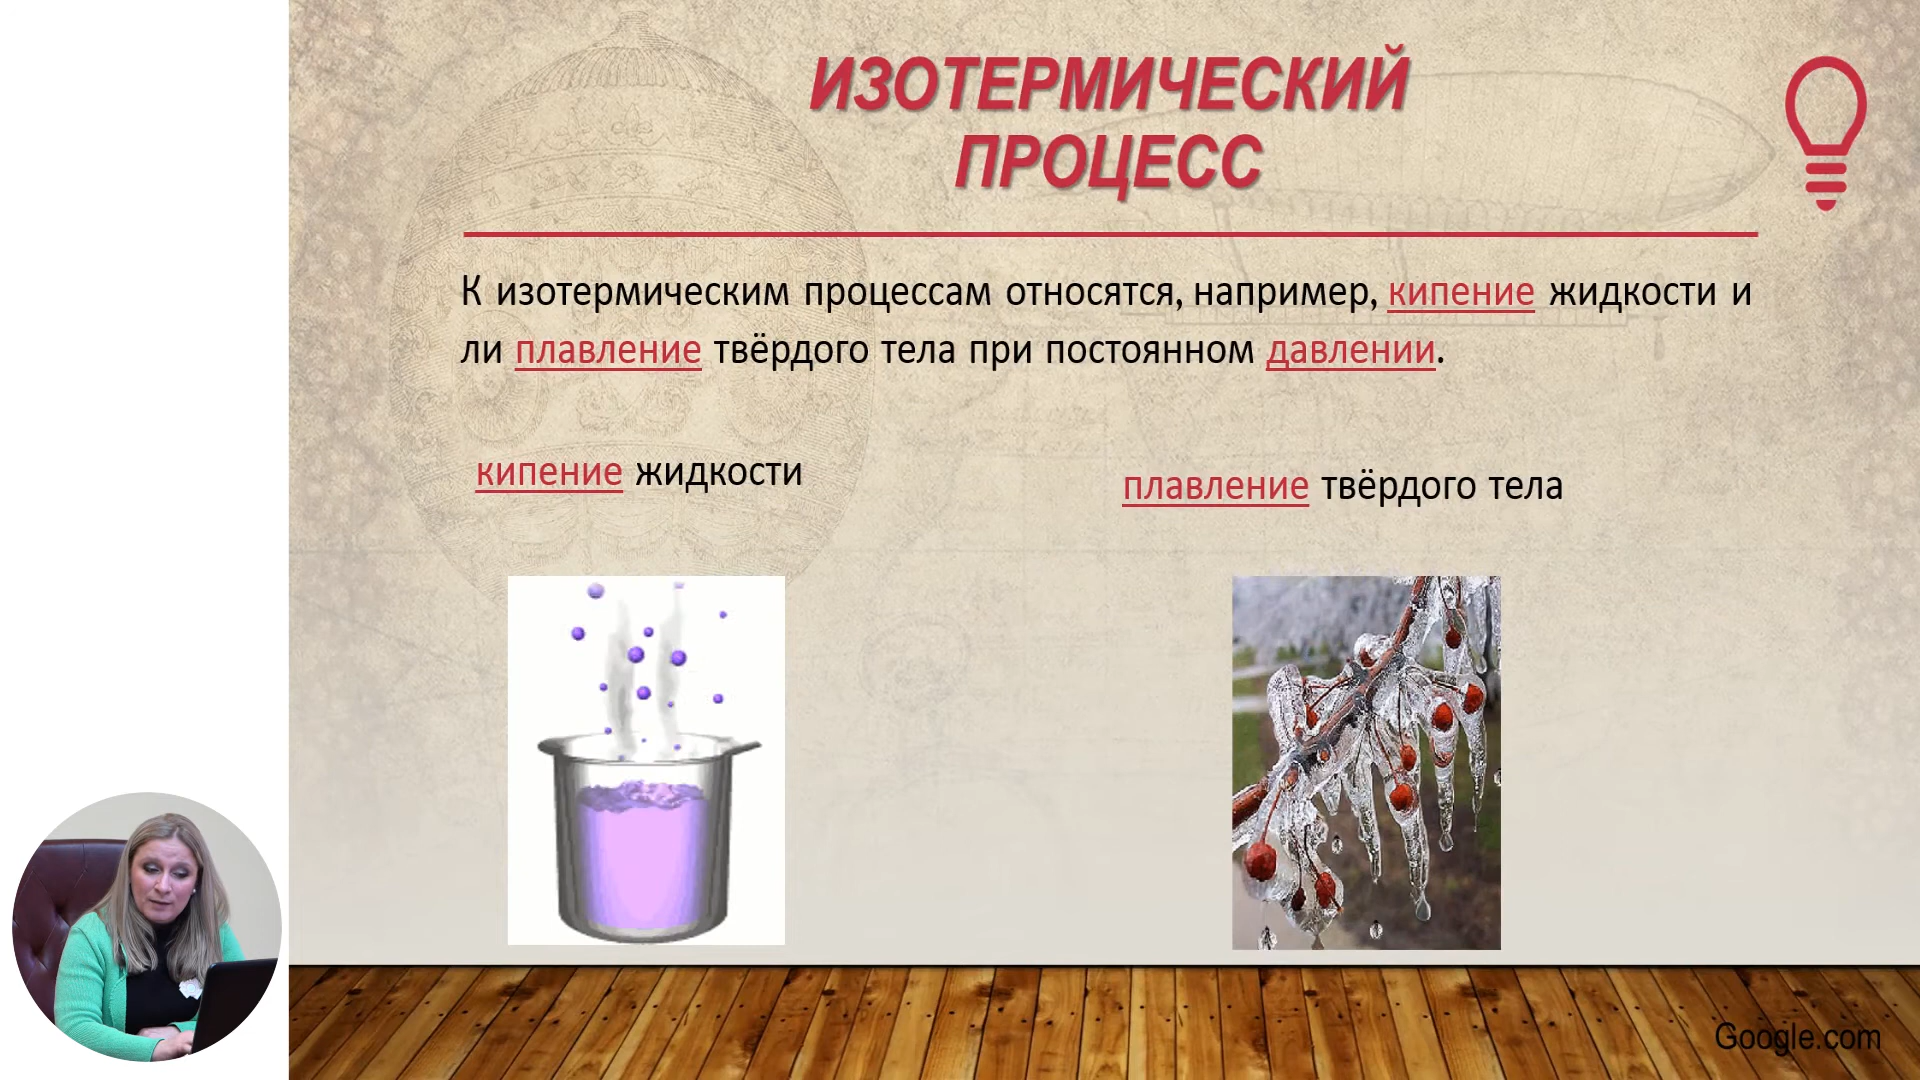 ИЗОТЕРМИЧЕСКИЙ
ПРОЦЕСС
К изотермическим процессам относятся, например, кипение жидкости и
ли плавление твёрдого тела при постоянном давлении.
кипение жидкости
плавление твёрдого тела
Google.com